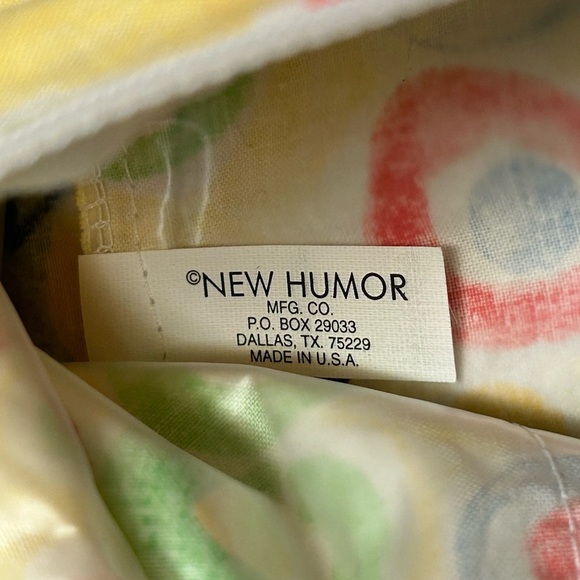 ©NEW HUMOR
MFG. CO.
P.O. BOX 29033
DALLAS, TX. 75229
MADE IN U.S.A.